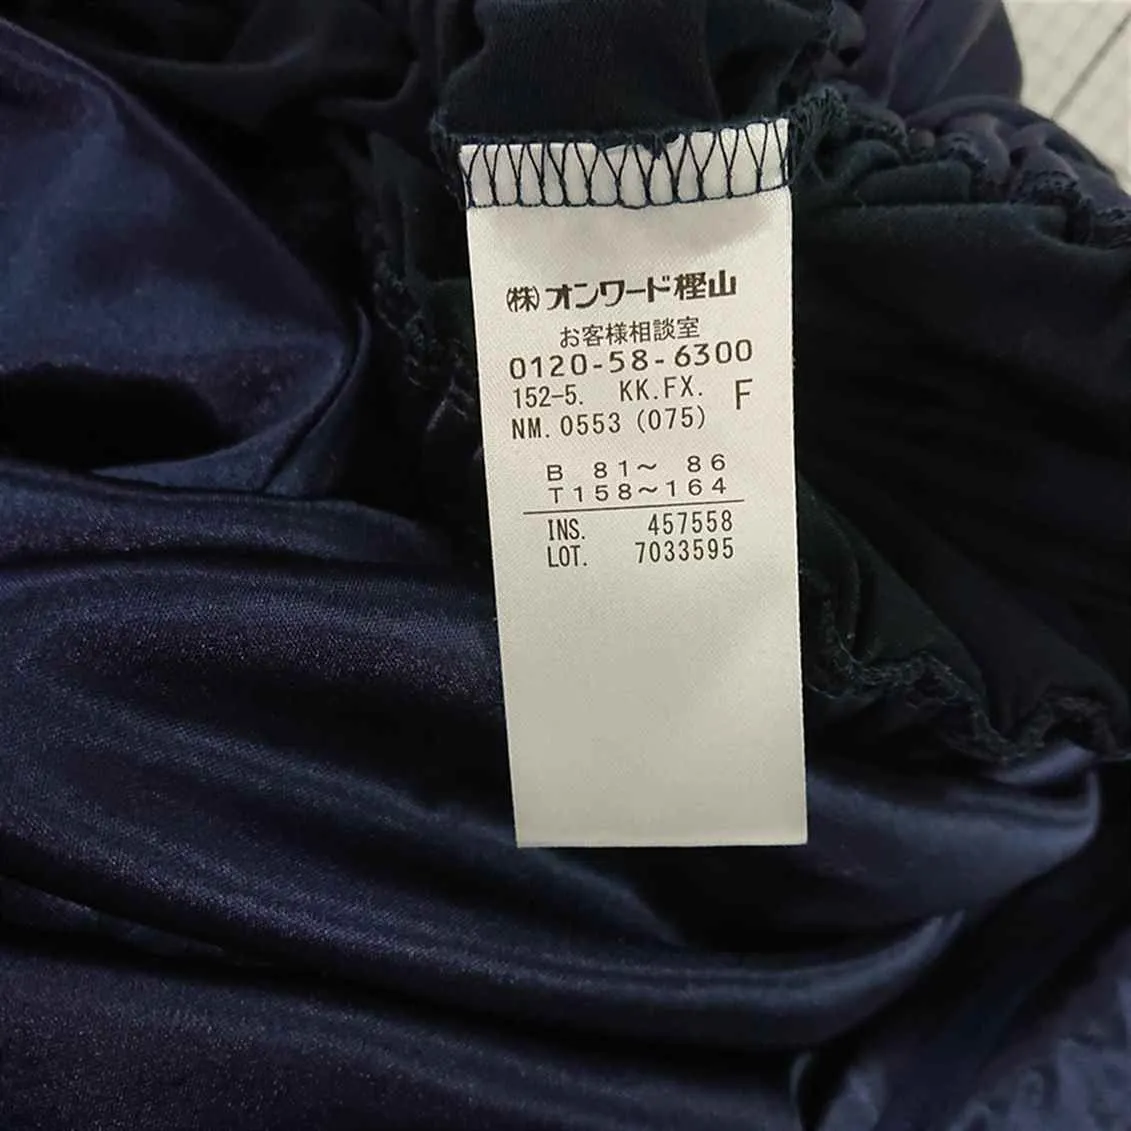 (株)オンワード樫山
お客様相談室
0120-58-6300
152-5. KK.FX. F
NM. 0553 (075)
B 81～ 86
T158～164
INS. 457558
LOT. 7033595